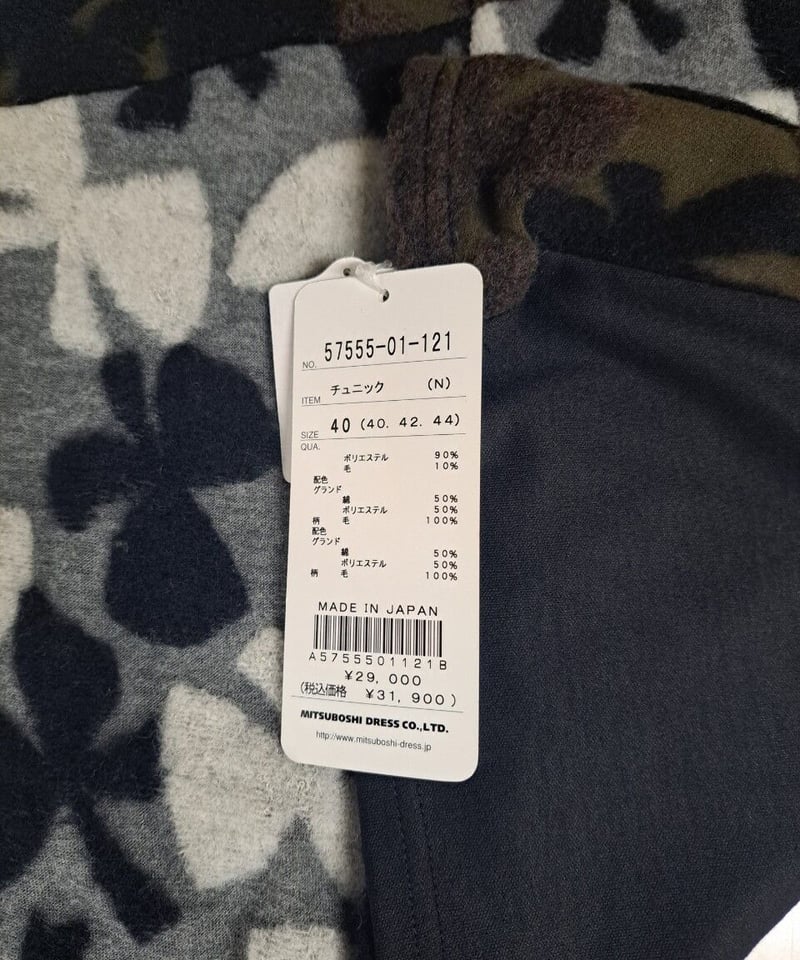 NO. 57555-01-121
ITEM チュニック (N)
SIZE 40 (40. 42. 44)
QUA.
ポリエステル 90%
毛 10%
配色
グランド
綿 50%
ポリエステル 50%
柄 毛 100%
配色
グランド
綿 50%
ポリエステル 50%
柄 毛 100%
MADE IN JAPAN
A5755501121B
¥29,000
(税込価格 ¥31,900)
MITSUBOSHI DRESS CO.,LTD.
http://www.mitsuboshi-dress.jp